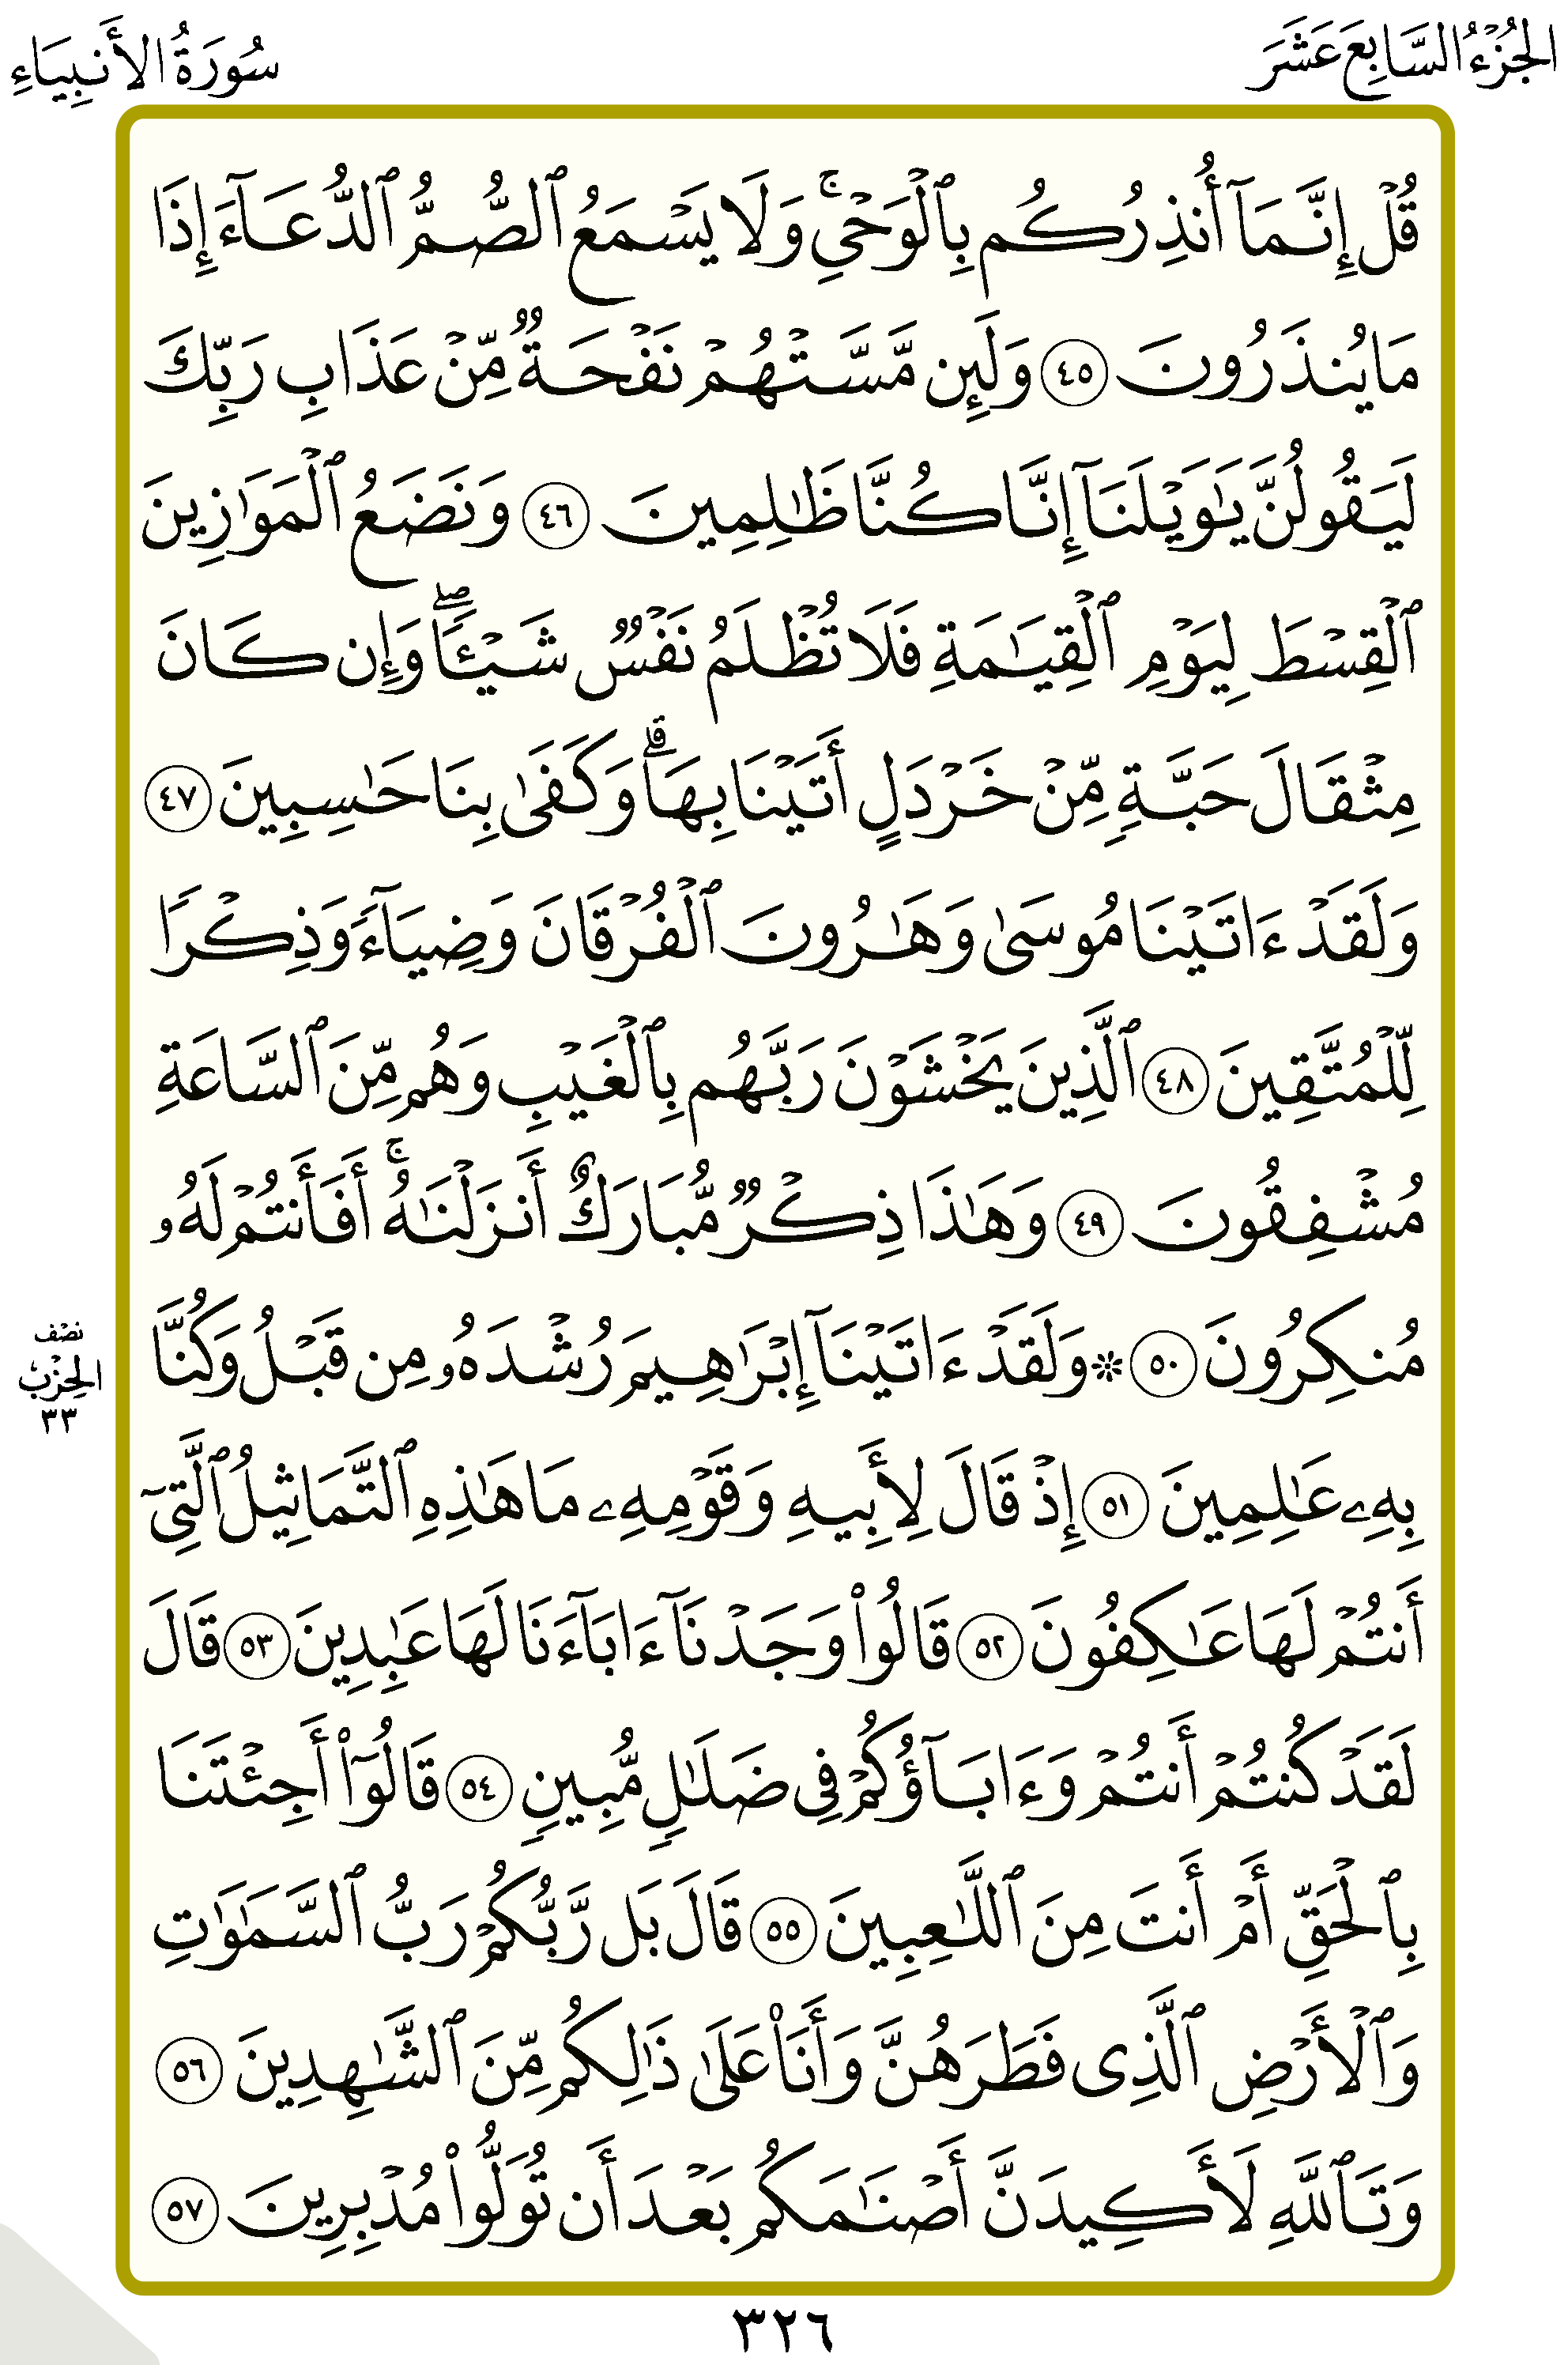 الجُزْءُ السَّابِعَ عَشَرَ
سُورَةُ الأَنبِيَاءِ
قُلْ إِنَّمَآ أُنذِرُكُم بِٱلْوَحْىِۚ وَلَا يَسْمَعُ ٱلصُّمُّ ٱلدُّعَآءَ إِذَا
مَا يُنذَرُونَ ٤٥ وَلَئِن مَّسَّتْهُمْ نَفْحَةٌ مِّنْ عَذَابِ رَبِّكَ
لَيَقُولُنَّ يَٰوَيْلَنَآ إِنَّا كُنَّا ظَٰلِمِينَ ٤٦ وَنَضَعُ ٱلْمَوَٰزِينَ
ٱلْقِسْطَ لِيَوْمِ ٱلْقِيَٰمَةِ فَلَا تُظْلَمُ نَفْسٌ شَيْـًٔاۖ وَإِن كَانَ
مِثْقَالَ حَبَّةٍ مِّنْ خَرْدَلٍ أَتَيْنَا بِهَاۗ وَكَفَىٰ بِنَا حَٰسِبِينَ ٤٧
وَلَقَدْ ءَاتَيْنَا مُوسَىٰ وَهَٰرُونَ ٱلْفُرْقَانَ وَضِيَآءً وَذِكْرًا
لِّلْمُتَّقِينَ ٤٨ ٱلَّذِينَ يَخْشَوْنَ رَبَّهُم بِٱلْغَيْبِ وَهُم مِّنَ ٱلسَّاعَةِ
مُشْفِقُونَ ٤٩ وَهَٰذَا ذِكْرٌ مُّبَارَكٌ أَنزَلْنَٰهُۚ أَفَأَنتُمْ لَهُۥ
مُنكِرُونَ ٥٠ ۞ وَلَقَدْ ءَاتَيْنَآ إِبْرَٰهِيمَ رُشْدَهُۥ مِن قَبْلُ وَكُنَّا
نصف
الحِزْب
٣٣
بِهِۦ عَٰلِمِينَ ٥١ إِذْ قَالَ لِأَبِيهِ وَقَوْمِهِۦ مَا هَٰذِهِ ٱلتَّمَاثِيلُ ٱلَّتِىٓ
أَنتُمْ لَهَا عَٰكِفُونَ ٥٢ قَالُوا۟ وَجَدْنَآ ءَابَآءَنَا لَهَا عَٰبِدِينَ ٥٣ قَالَ
لَقَدْ كُنتُمْ أَنتُمْ وَءَابَآؤُكُمْ فِى ضَلَٰلٍ مُّبِينٍ ٥٤ قَالُوٓا۟ أَجِئْتَنَا
بِٱلْحَقِّ أَمْ أَنتَ مِنَ ٱللَّٰعِبِينَ ٥٥ قَالَ بَل رَّبُّكُمْ رَبُّ ٱلسَّمَٰوَٰتِ
وَٱلْأَرْضِ ٱلَّذِى فَطَرَهُنَّ وَأَنَا۠ عَلَىٰ ذَٰلِكُم مِّنَ ٱلشَّٰهِدِينَ ٥٦
وَتَٱللَّهِ لَأَكِيدَنَّ أَصْنَٰمَكُم بَعْدَ أَن تُوَلُّوا۟ مُدْبِرِينَ ٥٧
٣٢٦